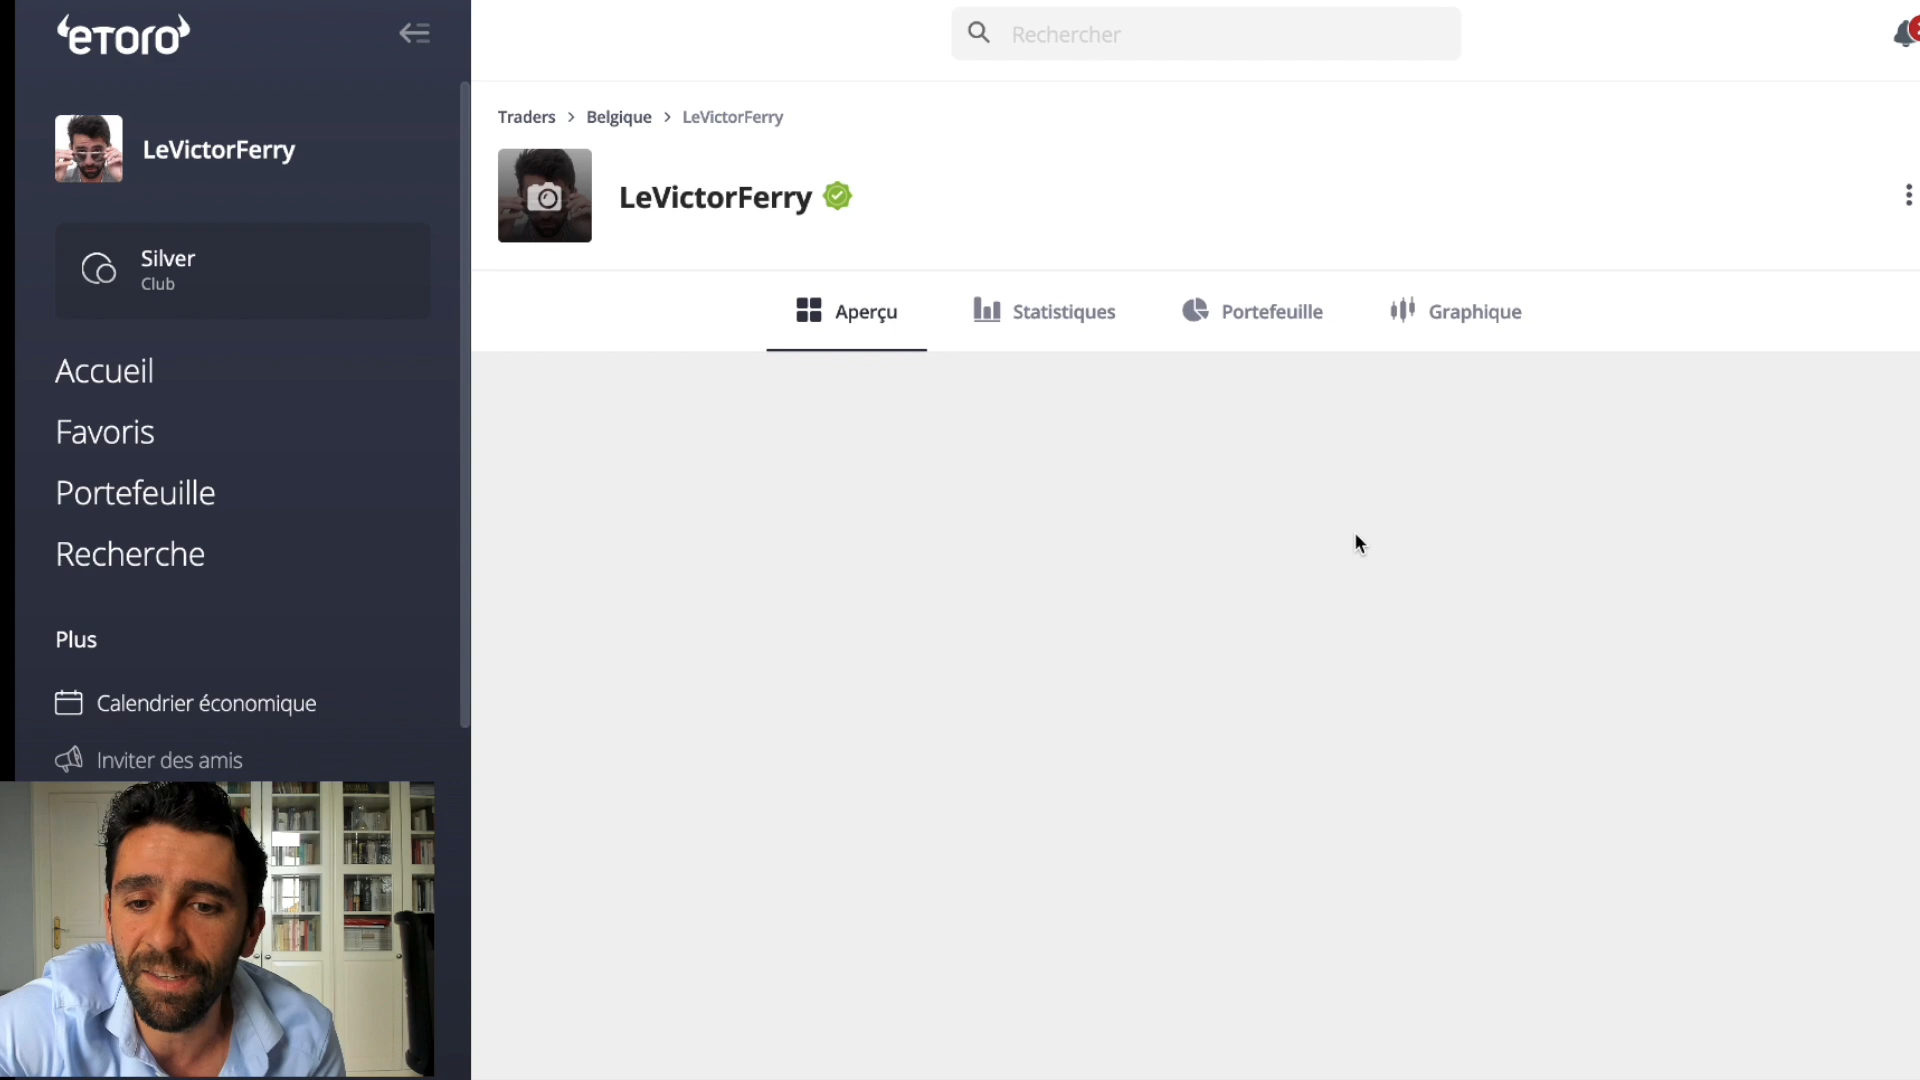 eToro
LeVictorFerry
Silver
Club
Accueil
Favoris
Portefeuille
Recherche
Plus
Calendrier économique
Inviter des amis
Rechercher
Traders > Belgique > LeVictorFerry
LeVictorFerry
Aperçu
Statistiques
Portefeuille
Graphique